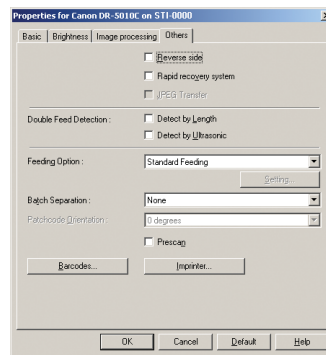 Properties for Canon DR-5010C on STI-0000
Basic Brightness Image processing Others
Reverse side
Rapid recovery system
JPEG Transfer
Double Feed Detection :
Detect by Length
Detect by Ultrasonic
Feeding Option :
Standard Feeding
Setting...
Batch Separation :
None
Patchcode Orientation :
0 degrees
Prescan
Barcodes...
Imprinter...
OK Cancel Default Help